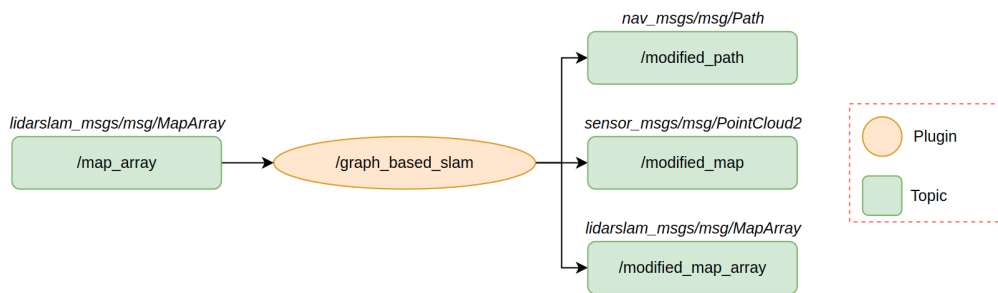 nav_msgs/msg/Path
/modified_path
lidarslam_msgs/msg/MapArray
/map_array
/graph_based_slam
sensor_msgs/msg/PointCloud2
/modified_map
lidarslam_msgs/msg/MapArray
/modified_map_array
Plugin
Topic